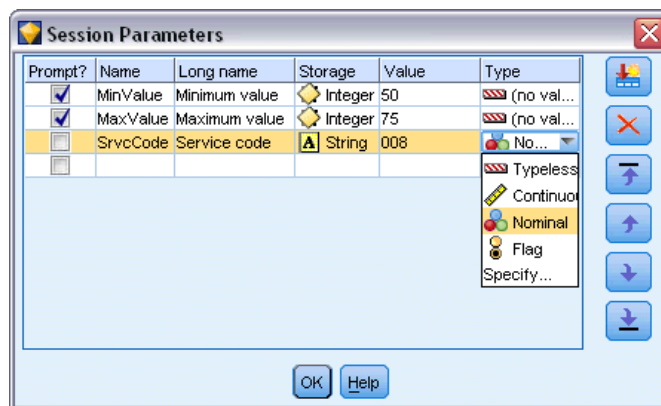 Session Parameters
Prompt? Name Long name Storage Value Type
MinValue Minimum value Integer 50 (no val...
MaxValue Maximum value Integer 75 (no val...
SrvcCode Service code A String 008 No...
Typeless
Continuou
Nominal
Flag
Specify...
OK Help